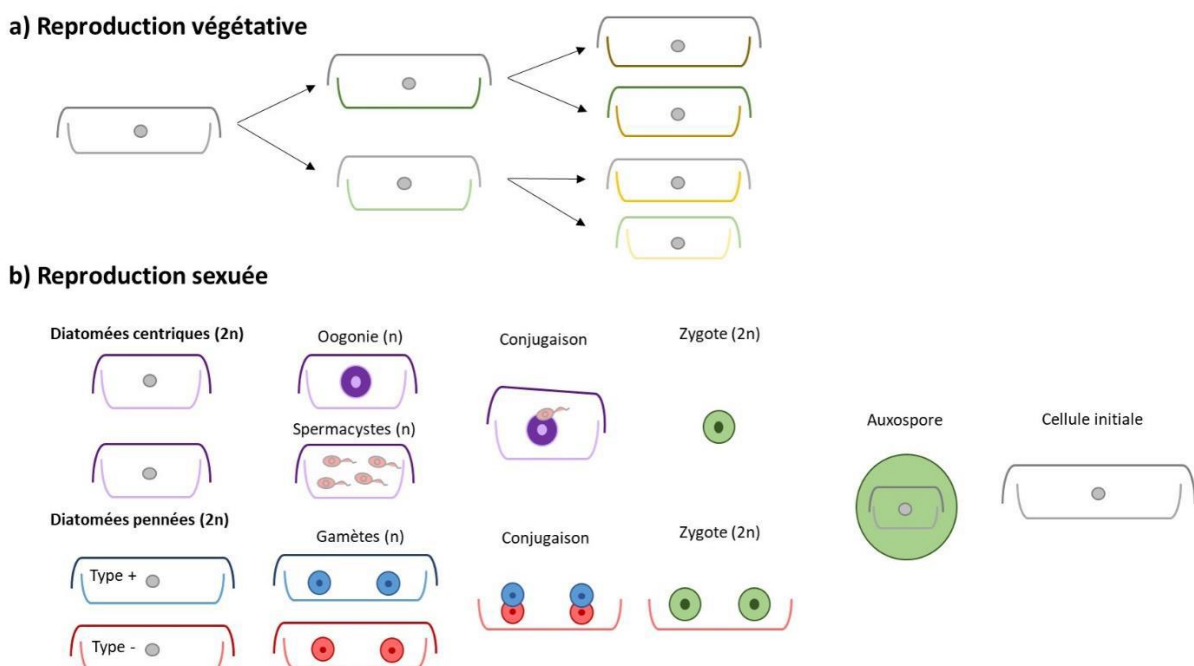 a) Reproduction végétative
b) Reproduction sexuée
Diatomées centriques (2n)
Oogonie (n)
Conjugaison
Zygote (2n)
Spermacystes (n)
Auxospore
Cellule initiale
Diatomées pennées (2n)
Gamètes (n)
Conjugaison
Zygote (2n)
Type +
Type -